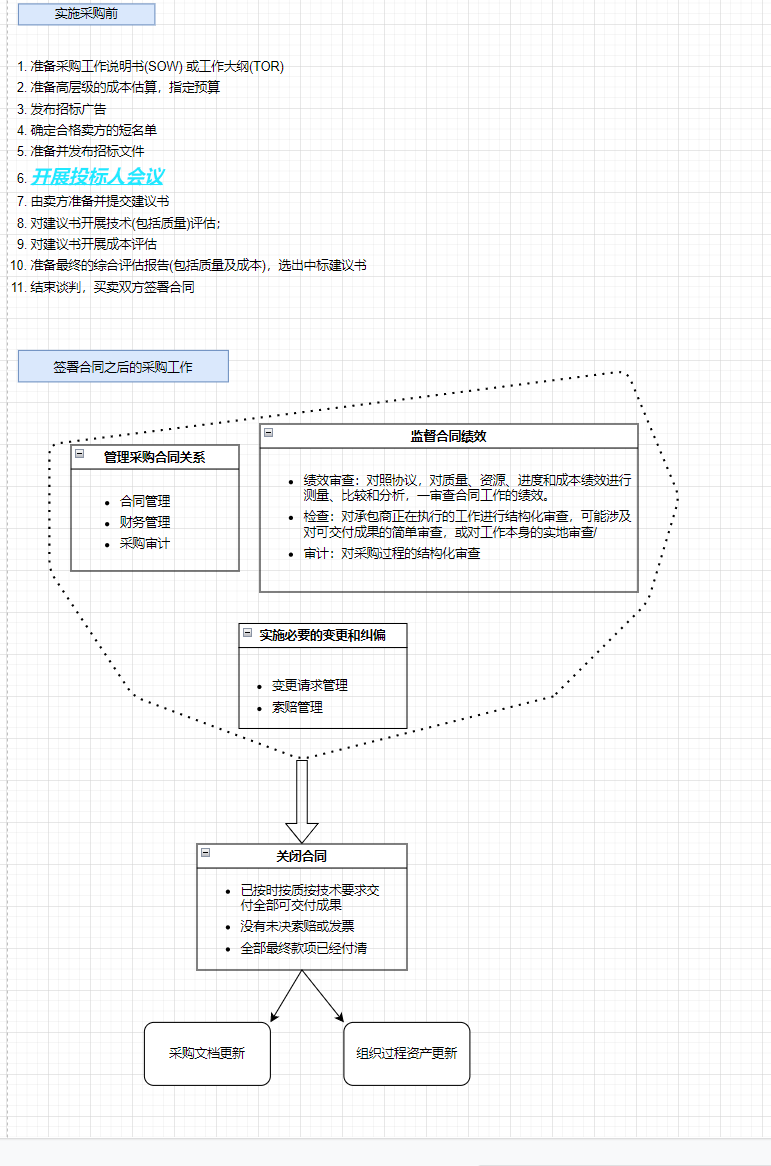 实施采购前
1. 准备采购工作说明书(SOW) 或工作大纲(TOR)
2. 准备高层级的成本估算，指定预算
3. 发布招标广告
4. 确定合格卖方的短名单
5. 准备并发布招标文件
6. 开展投标人会议
7. 由卖方准备并提交建议书
8. 对建议书开展技术(包括质量)评估；
9. 对建议书开展成本评估
10. 准备最终的综合评估报告(包括质量及成本)，选出中标建议书
11. 结束谈判，买卖双方签署合同
签署合同之后的采购工作
管理采购合同关系
合同管理
财务管理
采购审计
监督合同绩效
绩效审查：对照协议，对质量、资源、进度和成本绩效进行
测量、比较和分析，一审查合同工作的绩效。
检查：对承包商正在执行的工作进行结构化审查，可能涉及
对可交付成果的简单审查，或对工作本身的实地审查/
审计：对采购过程的结构化审查
实施必要的变更和纠偏
变更请求管理
索赔管理
关闭合同
已按时按质按技术要求交
付全部可交付成果
没有未决索赔或发票
全部最终款项已经付清
采购文档更新
组织过程资产更新